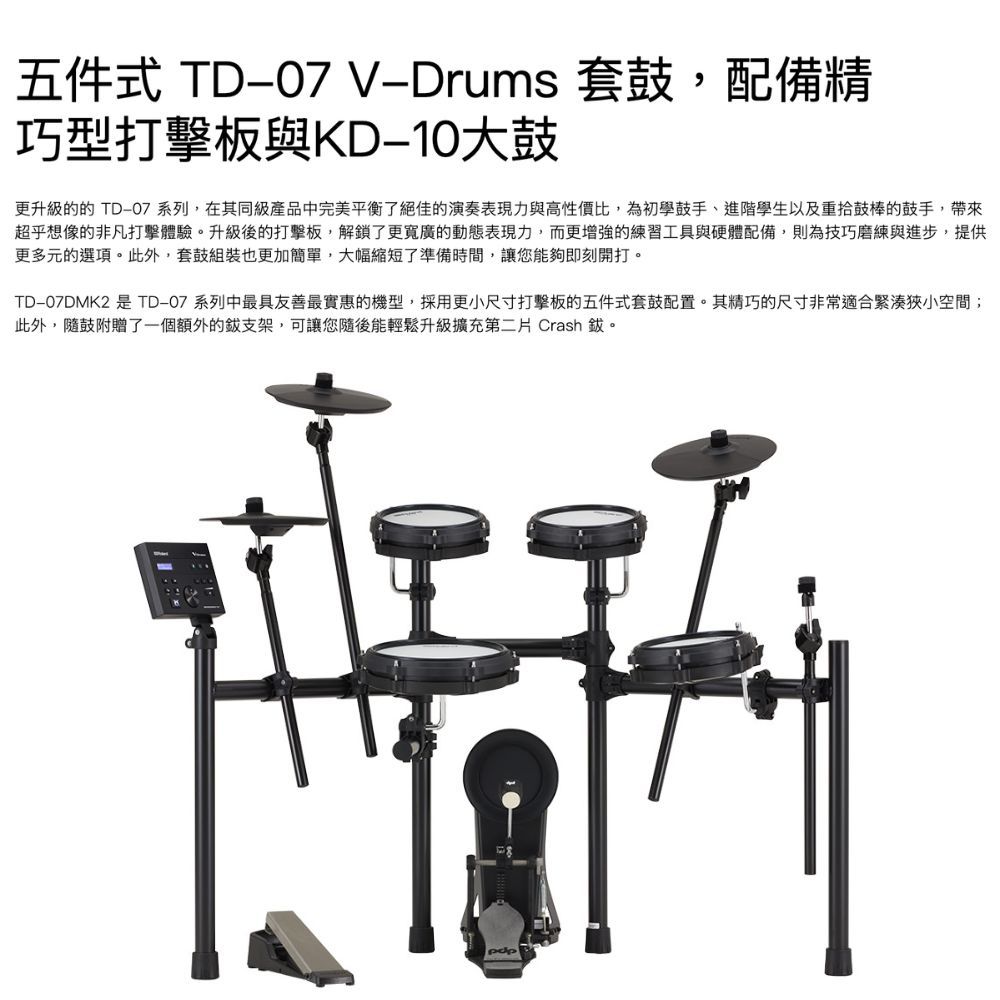 五件式 TD-07 V-Drums 套鼓，配備精
巧型打擊板與KD-10大鼓
更升級的的 TD-07 系列，在其同級產品中完美平衡了絕佳的演奏表現力與高性價比，為初學鼓手、進階學生以及重拾鼓棒的鼓手，帶來
超乎想像的非凡打擊體驗。升級後的打擊板，解鎖了更寬廣的動態表現力，而更增強的練習工具與硬體配備，則為技巧磨練與進步，提供
更多元的選項。此外，套鼓組裝也更加簡單，大幅縮短了準備時間，讓您能夠即刻開打。
TD-07DMK2 是 TD-07 系列中最具友善最實惠的機型，採用更小尺寸打擊板的五件式套鼓配置。其精巧的尺寸非常適合緊湊狹小空間；
此外，隨鼓附贈了一個額外的鈸支架，可讓您隨後能輕鬆升級擴充第二片 Crash 鈸。
Roland
pdp